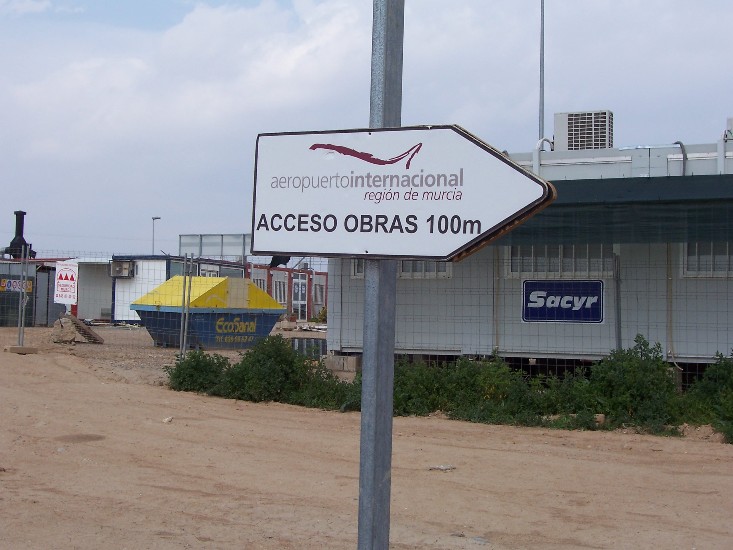 aeropuertointernacional
región de murcia
ACCESO OBRAS 100m
Sacyr
EcoSanal